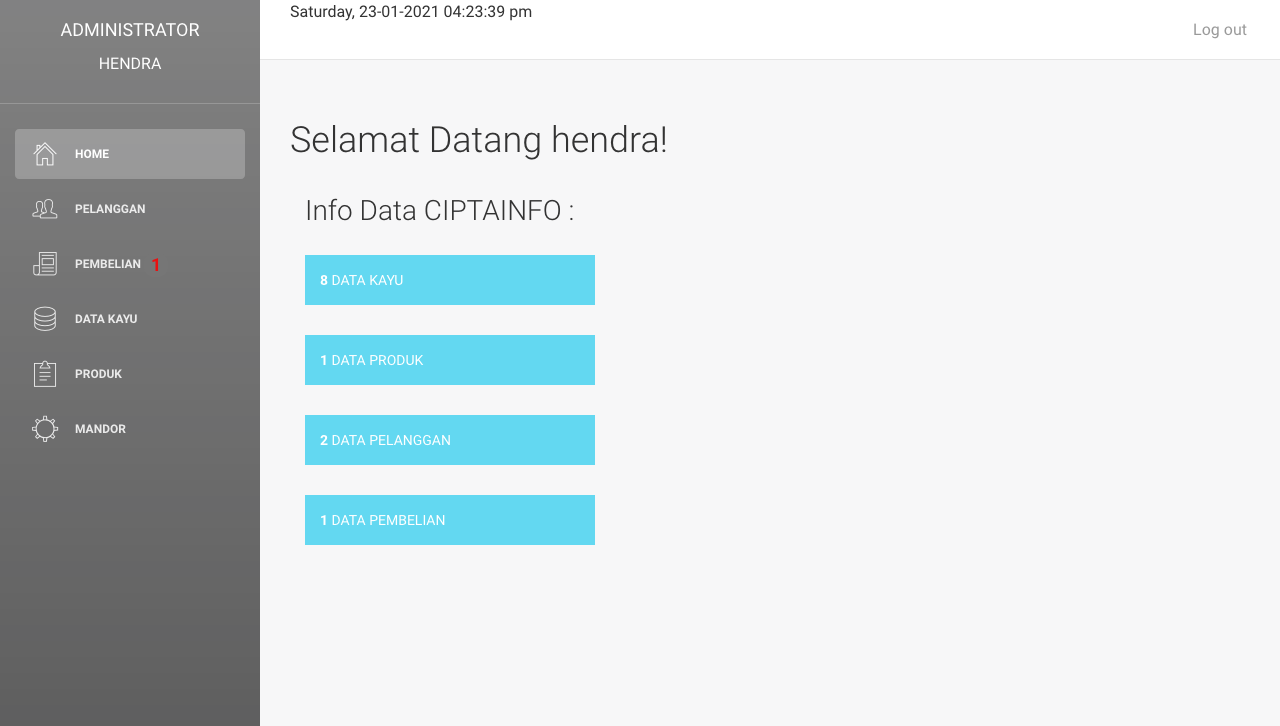 ADMINISTRATOR
HENDRA
HOME
PELANGGAN
PEMBELIAN 1
DATA KAYU
PRODUK
MANDOR
Saturday, 23-01-2021 04:23:39 pm
Log out
Selamat Datang hendra!
Info Data CIPTAINFO :
8 DATA KAYU
1 DATA PRODUK
2 DATA PELANGGAN
1 DATA PEMBELIAN